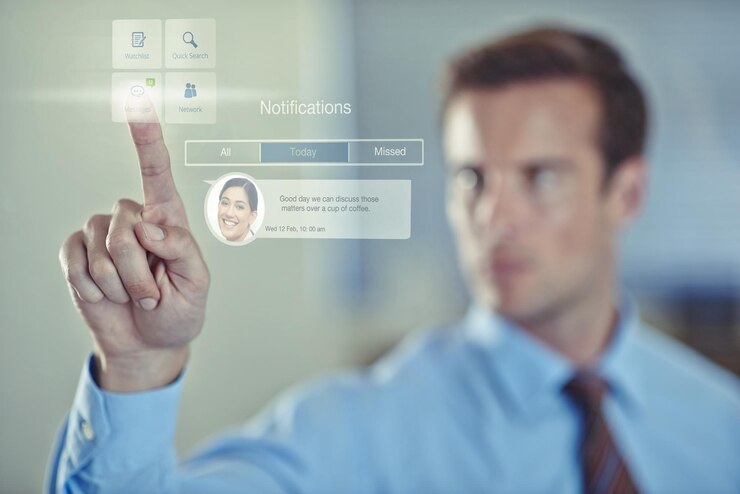 Watchlist
Quick Search
Messages
Network
Notifications
All
Today
Missed
Good day we can discuss those
matters over a cup of coffee.
Wed 12 Feb, 10: 00 am